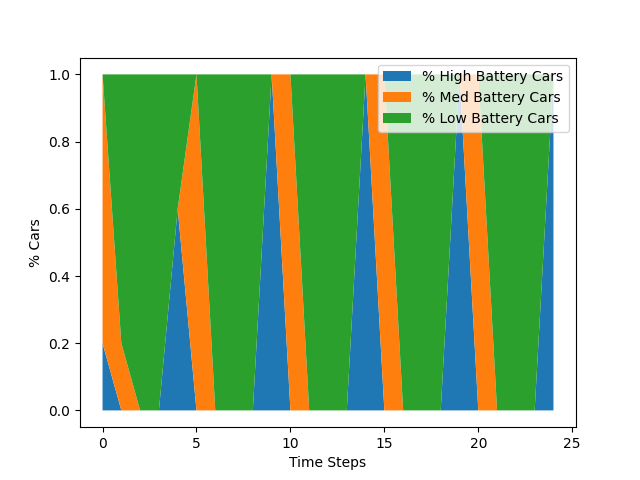 % High Battery Cars
% Med Battery Cars
% Low Battery Cars
1.0
0.8
0.6
0.4
0.2
0.0
% Cars
0 5 10 15 20 25
Time Steps